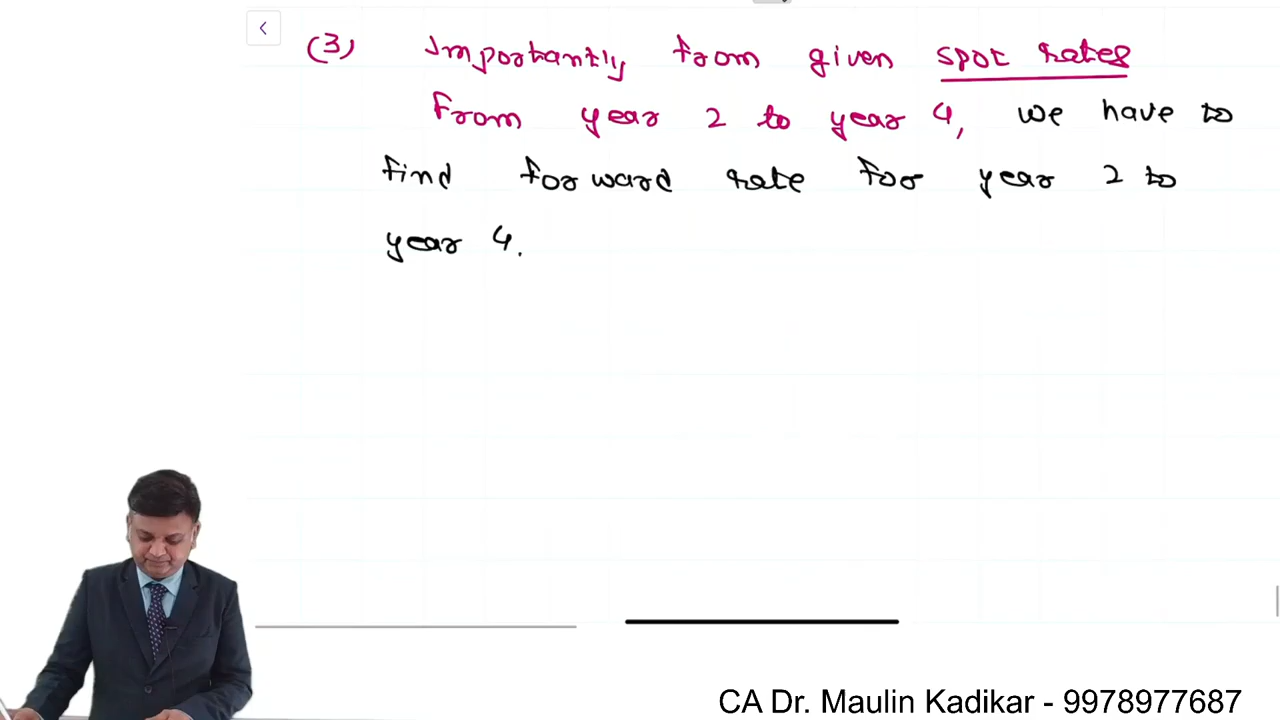 (3) Importantly from given spot rates
from year 2 to year 4, we have to
find forward rate for year 2 to
year 4.
CA Dr. Maulin Kadikar - 9978977687